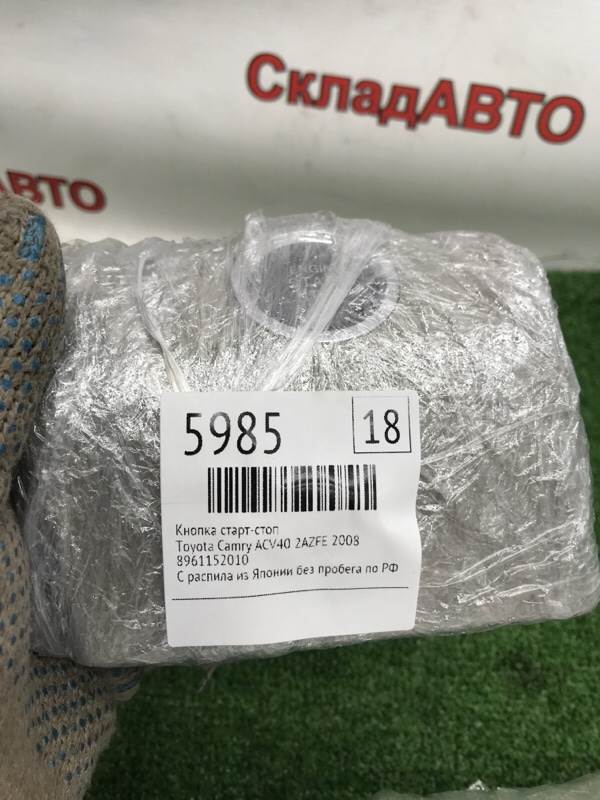 СкладАВТО
АВТО
ENGINE
5985
18
Кнопка старт-стоп
Toyota Camry ACV40 2AZFE 2008
8961152010
С распила из Японии без пробега по РФ